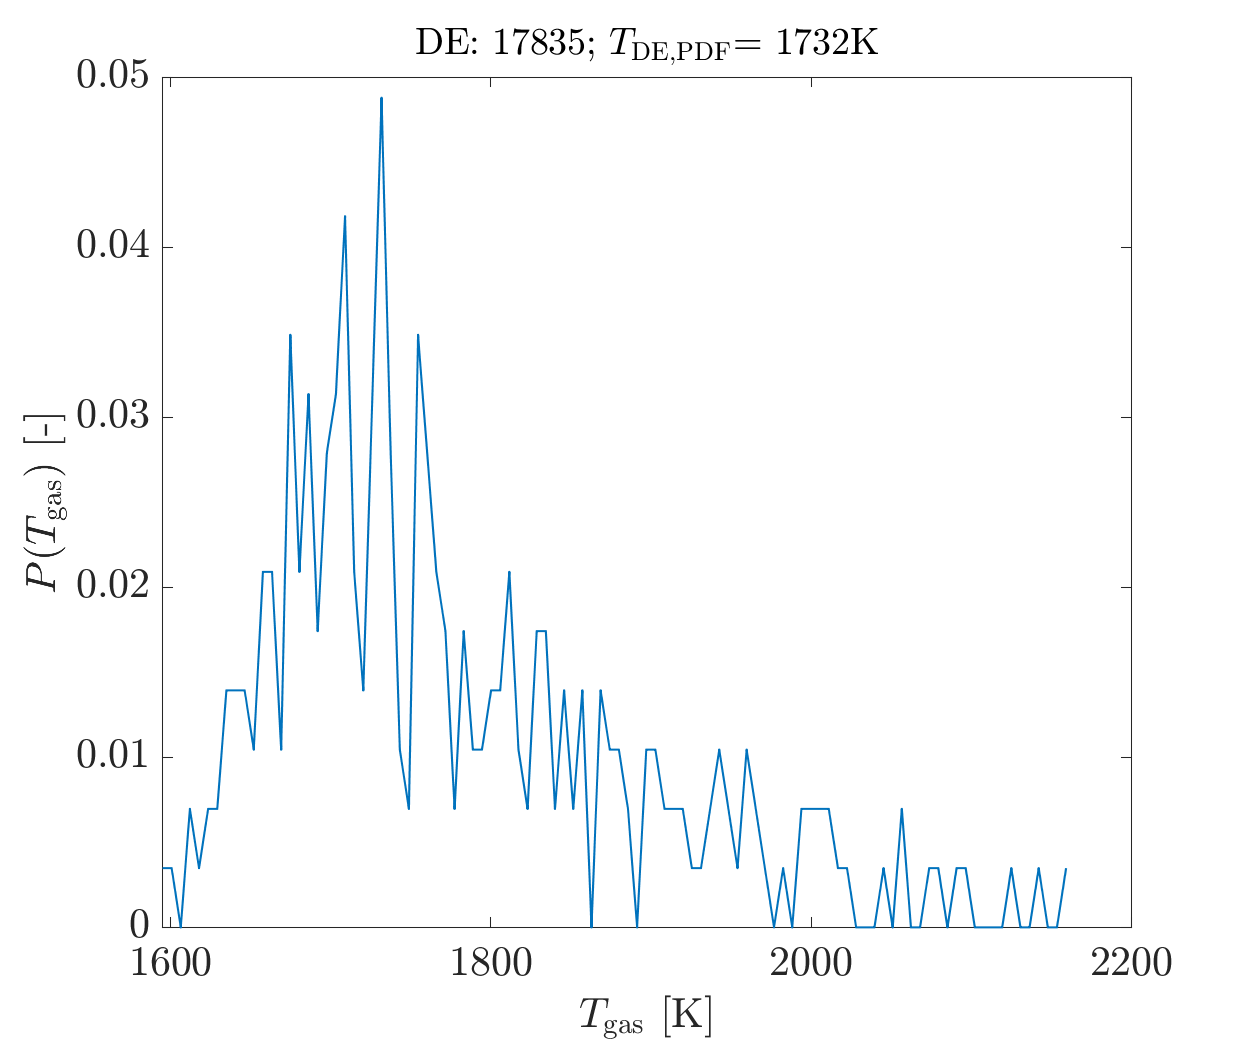 DE: 17835; T_DE,PDF= 1732K
0.05
0.04
0.03
0.02
0.01
0
P(T_gas) [-]
1600 1800 2000 2200
T_gas [K]